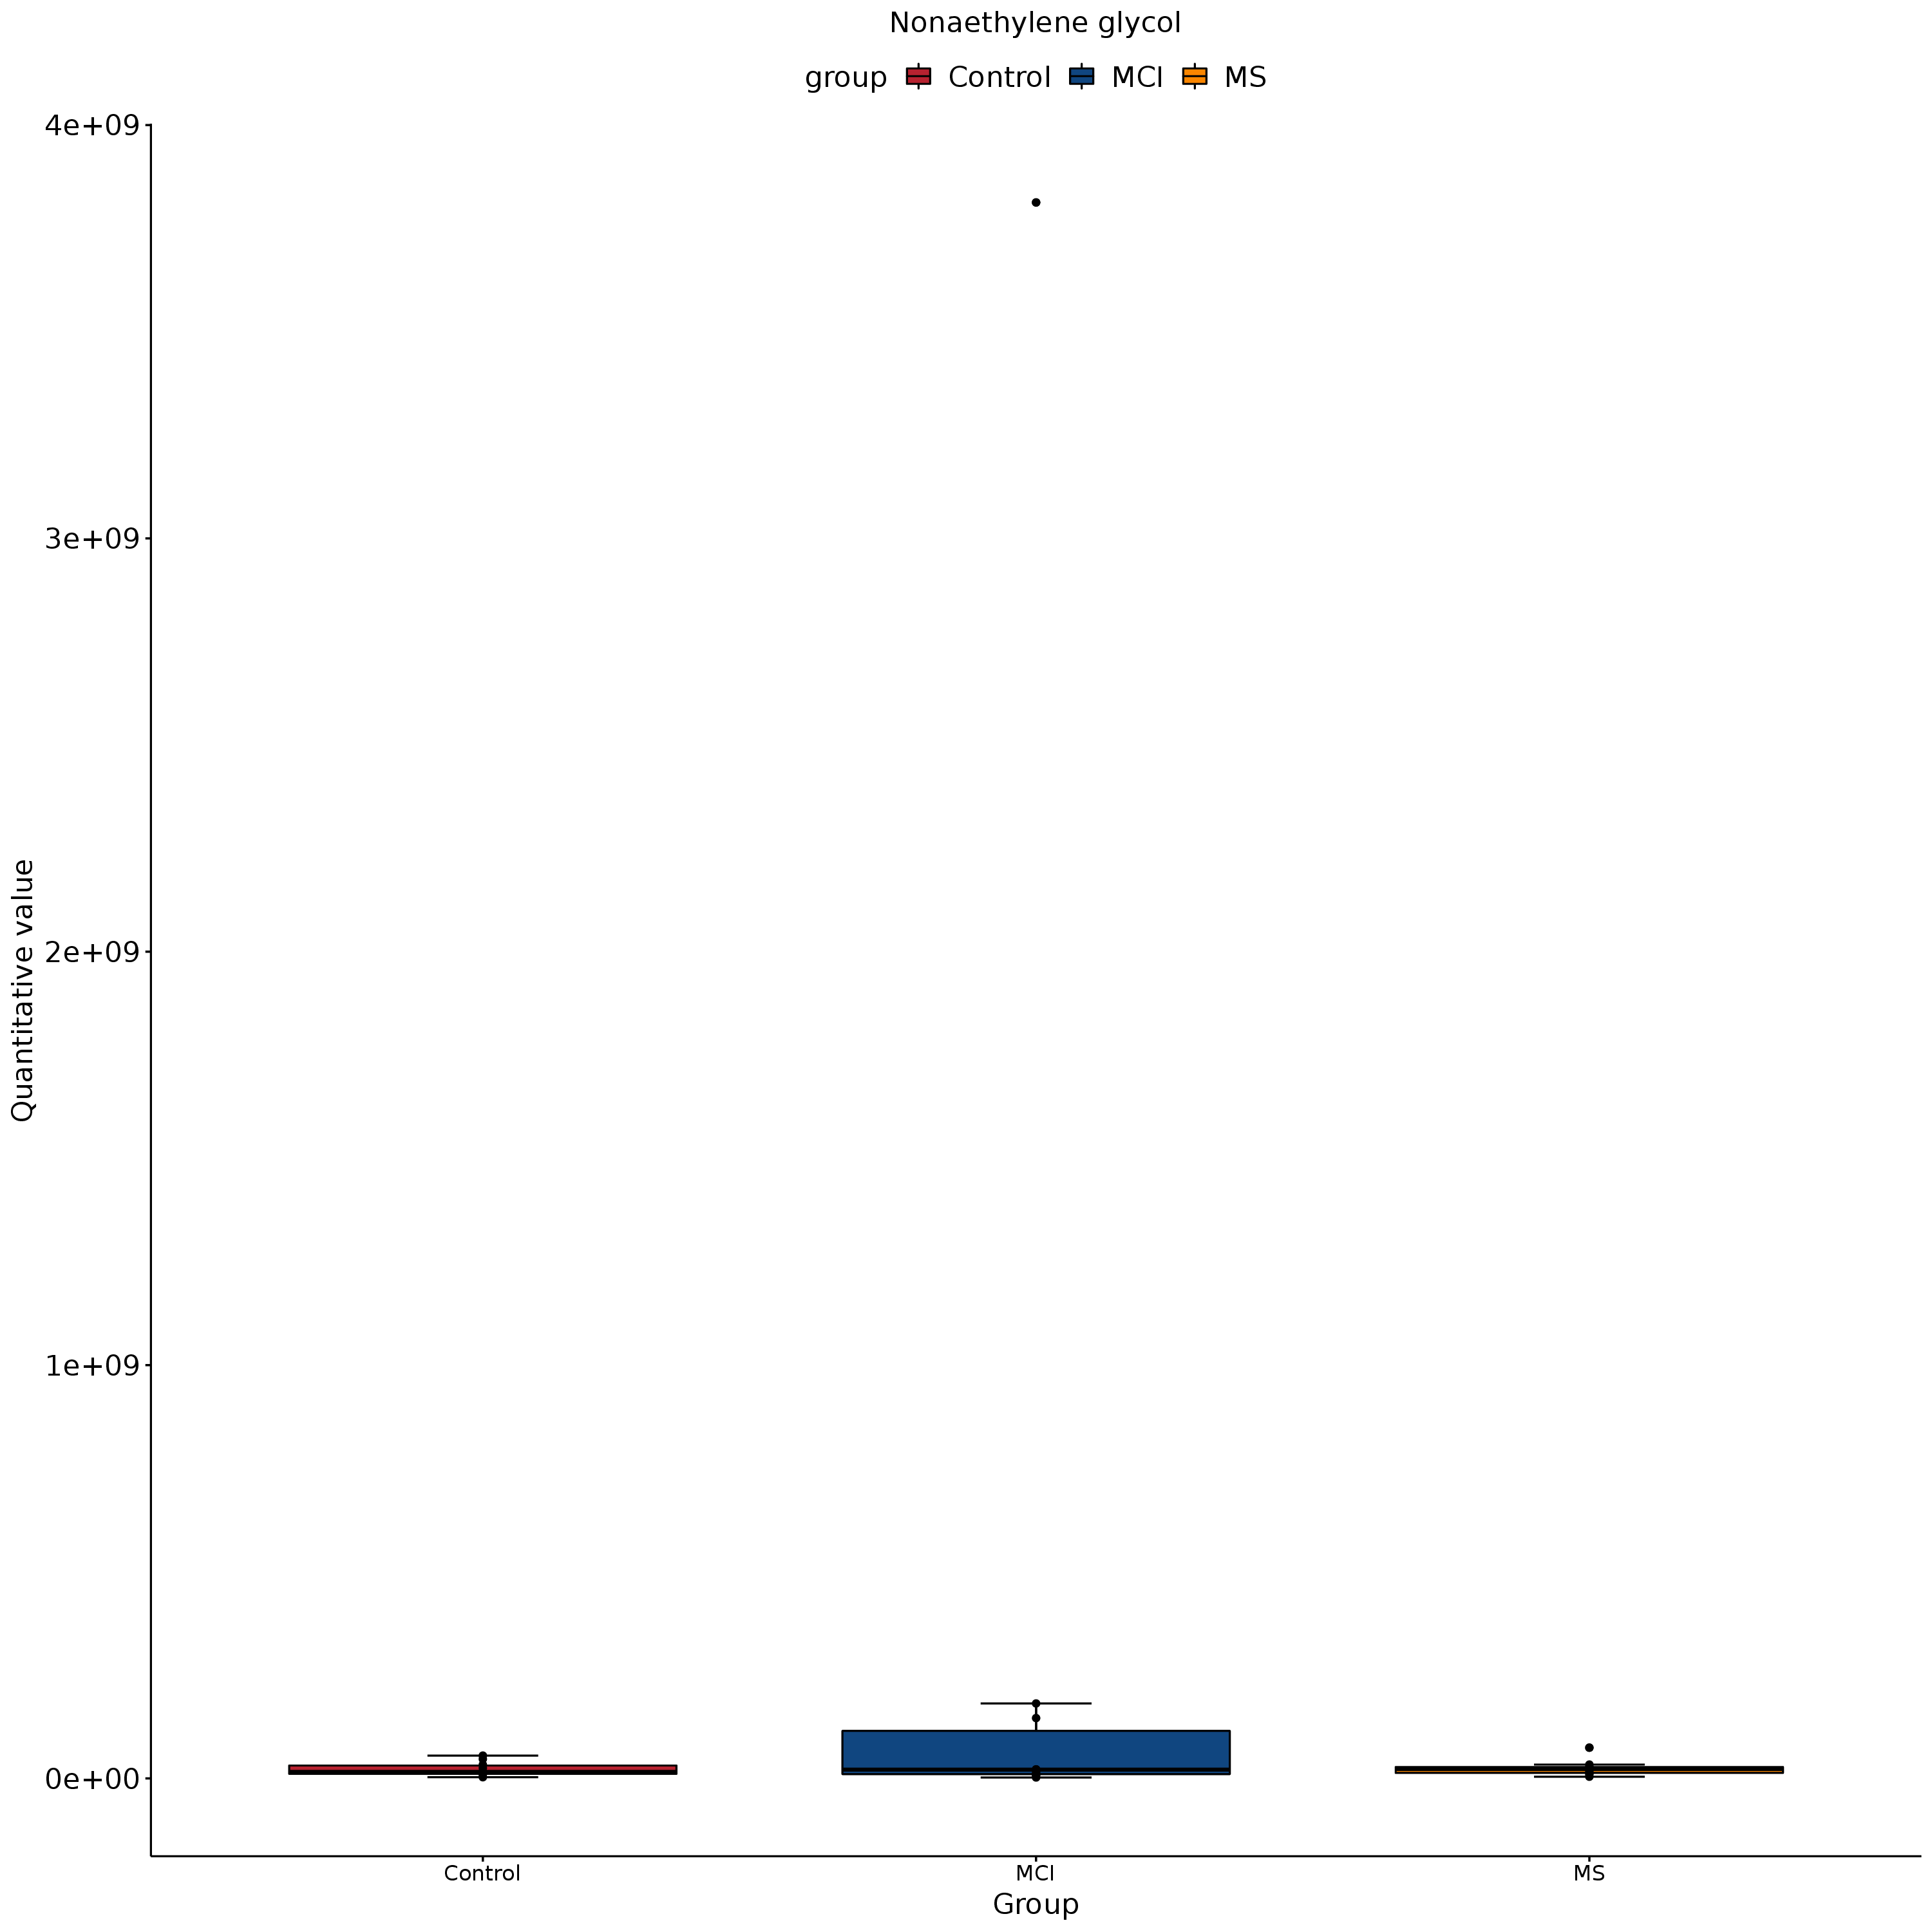 Nonaethylene glycol
group Control MCI MS
4e+09
3e+09
2e+09
1e+09
0e+00
Quantitative value
Control MCI MS
Group